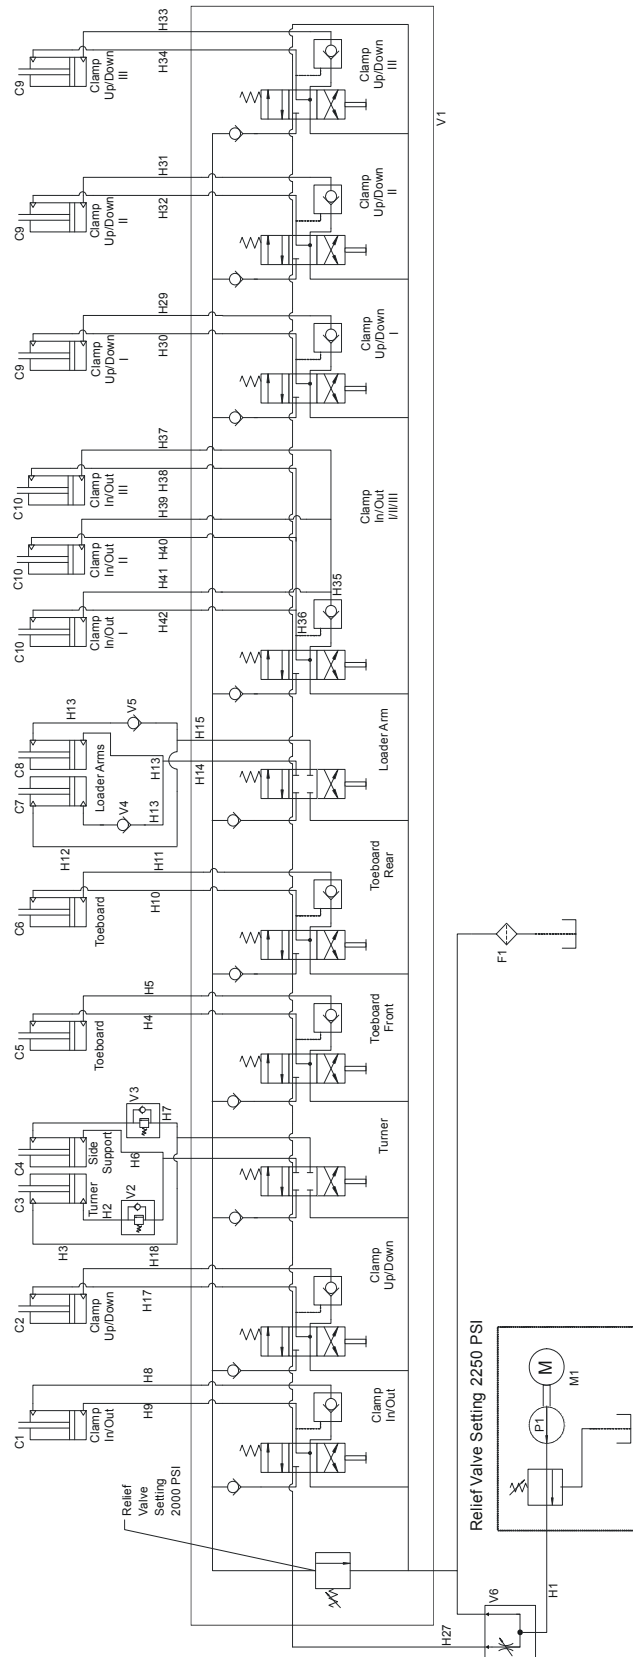 H33
H34
C9
Clamp
Up/Down
III
Clamp
Up/Down
III
V1
H31
H32
C9
Clamp
Up/Down
II
Clamp
Up/Down
II
H29
H30
C9
Clamp
Up/Down
I
Clamp
Up/Down
I
H37
H38
C10
Clamp
In/Out
III
H39
H40
C10
Clamp
In/Out
II
Clamp
In/Out
I/II/III
H41
H42
C10
Clamp
In/Out
I
H35
H36
H13
V5
H15
C8
C7
Loader Arms
H13
H14
V4
H13
Loader Arm
H12
H11
H10
C6
Toeboard
Toeboard
Rear
H5
H4
C5
Toeboard
Toeboard
Front
V3
H7
C4
Side
Support
H6
C3
Turner
H2
V2
Turner
H3
H18
H17
C2
Clamp
Up/Down
Clamp
Up/Down
H8
H9
C1
Clamp
In/Out
Clamp
In/Out
Relief
Valve
Setting
2000 PSI
F1
Relief Valve Setting 2250 PSI
M
M1
P1
V6
H1
H27